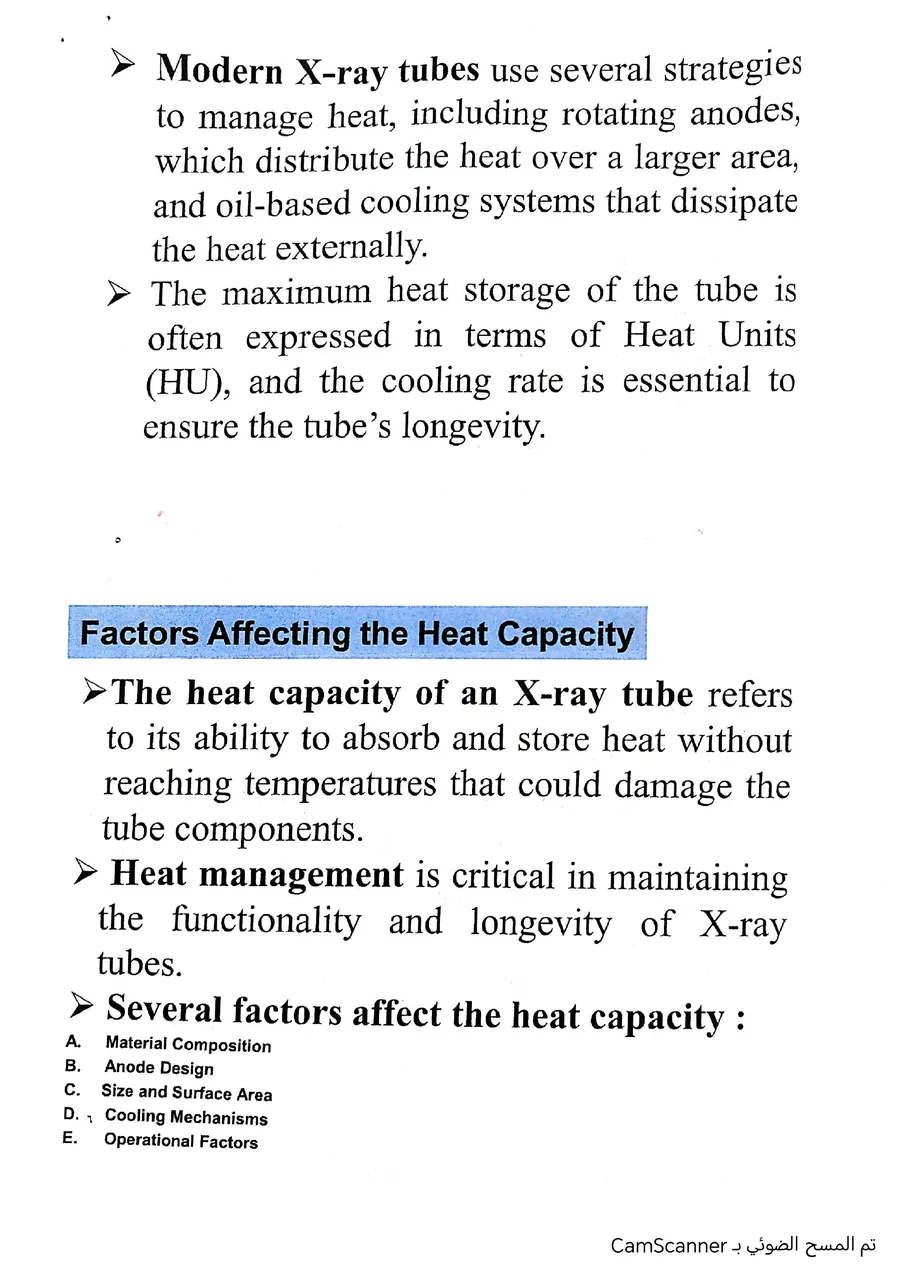 ➢ Modern X-ray tubes use several strategies
to manage heat, including rotating anodes,
which distribute the heat over a larger area,
and oil-based cooling systems that dissipate
the heat externally.
➢ The maximum heat storage of the tube is
often expressed in terms of Heat Units
(HU), and the cooling rate is essential to
ensure the tube’s longevity.
Factors Affecting the Heat Capacity
➢The heat capacity of an X-ray tube refers
to its ability to absorb and store heat without
reaching temperatures that could damage the
tube components.
➢ Heat management is critical in maintaining
the functionality and longevity of X-ray
tubes.
➢ Several factors affect the heat capacity :
A. Material Composition
B. Anode Design
C. Size and Surface Area
D. Cooling Mechanisms
E. Operational Factors
تم المسح الضوئي بـ CamScanner